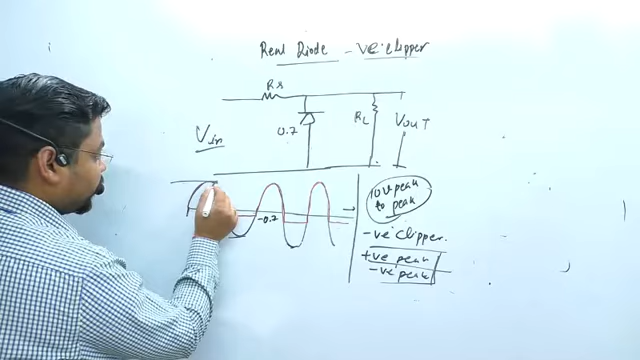 Real Diode - ve clipper
Rs
0.7
RL
VOUT
Vin
10V peak
to peak
-0.7
-ve clipper.
+ve peak
-ve peak